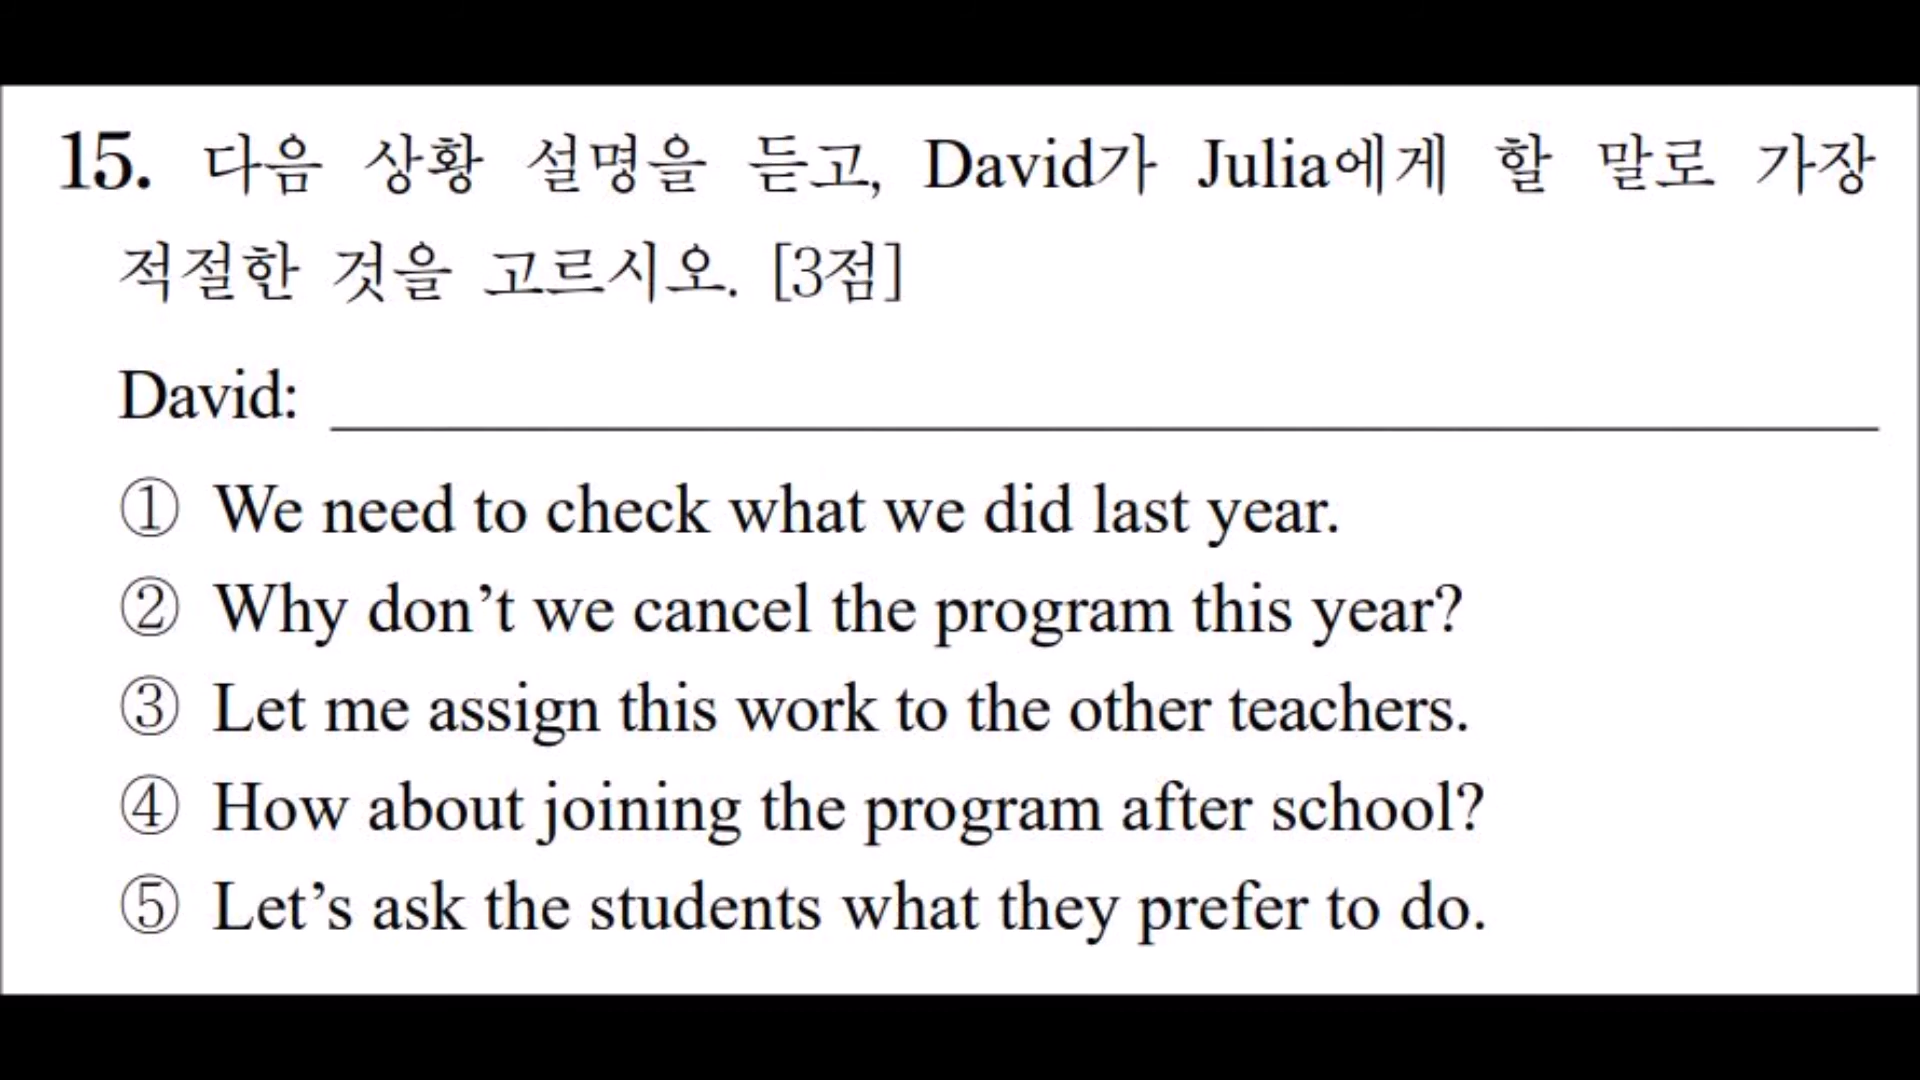 15. 다음 상황 설명을 듣고, David가 Julia에게 할 말로 가장
적절한 것을 고르시오. [3점]
David:
① We need to check what we did last year.
② Why don’t we cancel the program this year?
③ Let me assign this work to the other teachers.
④ How about joining the program after school?
⑤ Let’s ask the students what they prefer to do.